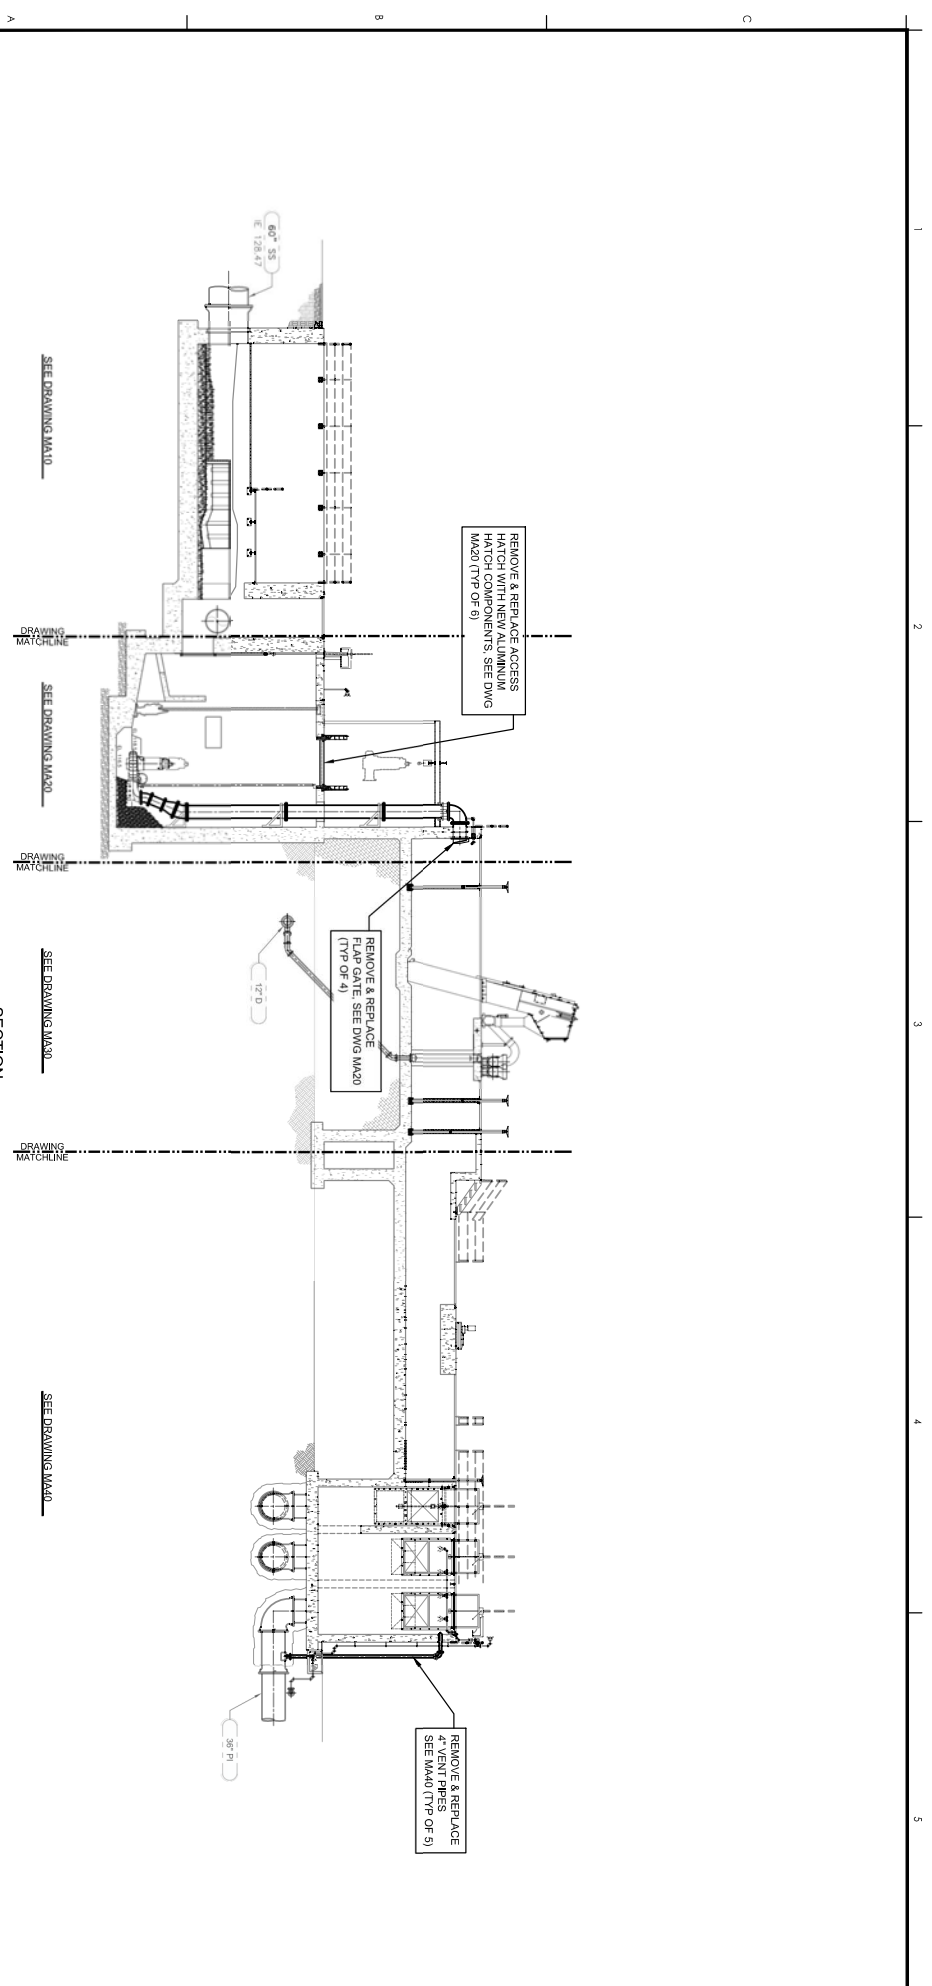 C
B
A
1
2
3
4
5
REMOVE & REPLACE ACCESS
HATCH WITH NEW ALUMINUM
HATCH COMPONENTS, SEE DWG
MA20 (TYP OF 6)
REMOVE & REPLACE
FLAP GATE, SEE DWG MA20
(TYP OF 4)
REMOVE & REPLACE
4" VENT PIPES
SEE MA40 (TYP OF 5)
60" SS
IE 128.47
12" D
36" PI
DRAWING
MATCHLINE
DRAWING
MATCHLINE
DRAWING
MATCHLINE
SEE DRAWING MA10
SEE DRAWING MA20
SEE DRAWING MA30
SEE DRAWING MA40
SECTION